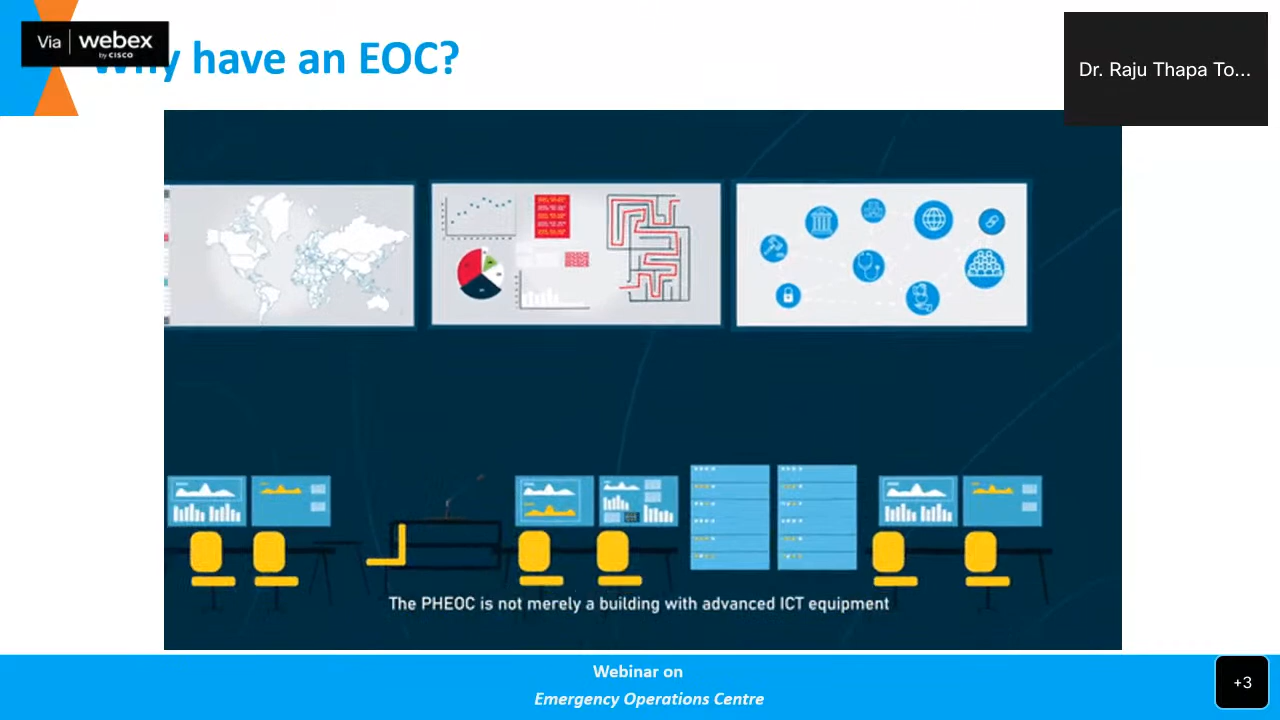 Via webex
by CISCO
Why have an EOC?
Dr. Raju Thapa To...
The PHEOC is not merely a building with advanced ICT equipment
Webinar on
Emergency Operations Centre
+3